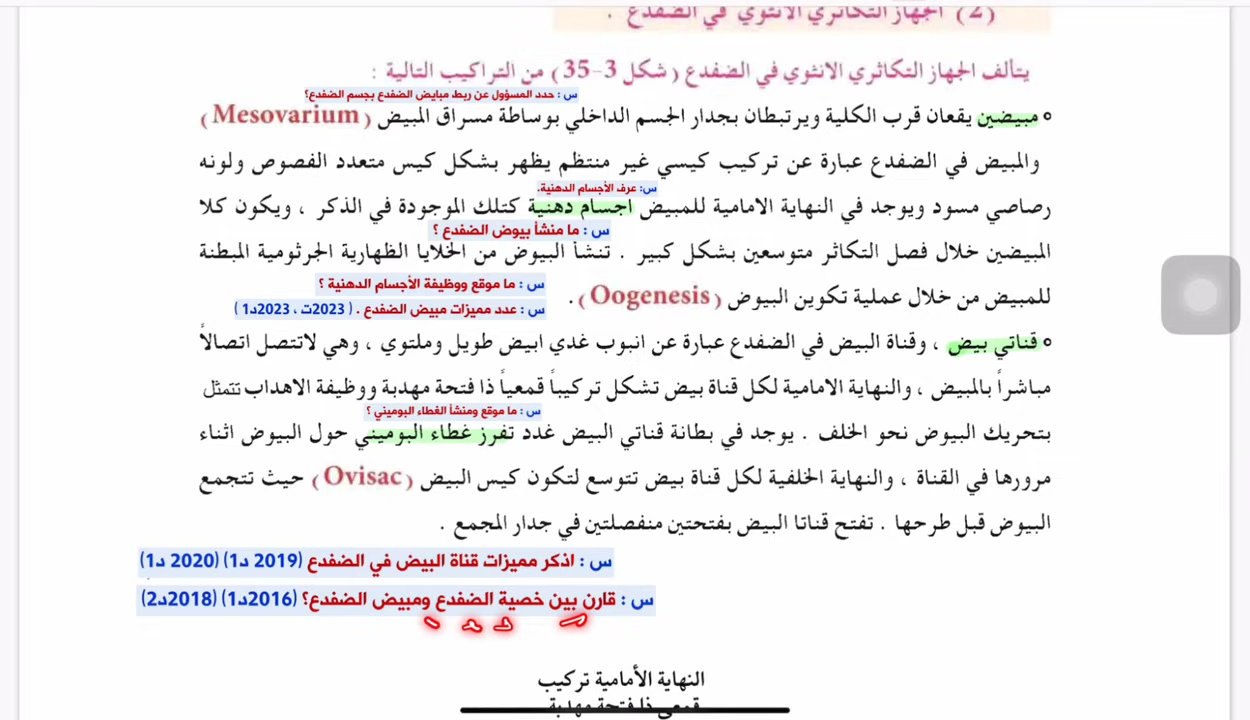 (2) الجهاز التكاثري الانثوي في الضفدع .
يتألف الجهاز التكاثري الانثوي في الضفدع ( شكل 3-35 ) من التراكيب التالية :
س : حدد المسؤول عن ربط مبايض الضفدع بجسم الضفدع؟
مبيضين يقعان قرب الكلية ويرتبطان بجدار الجسم الداخلي بوساطة مسراق المبيض ( Mesovarium )
والمبيض في الضفدع عبارة عن تركيب كيسي غير منتظم يظهر بشكل كيس متعدد الفصوص ولونه
س : عرف الأجسام الدهنية.
رصاصي مسود ويوجد في النهاية الامامية للمبيض اجسام دهنية كتلك الموجودة في الذكر ، ويكون كلا
س : ما منشأ بيوض الضفدع ؟
المبيضين خلال فصل التكاثر متوسعين بشكل كبير . تنشأ البيوض من الخلايا الظهارية الجرثومية المبطنة
س : ما موقع ووظيفة الأجسام الدهنية ؟
للمبيض من خلال عملية تكوين البيوض ( Oogenesis ) .
س : عدد مميزات مبيض الضفدع . ( 2023ت ، 2023د1 )
قناتي بيض ، وقناة البيض في الضفدع عبارة عن انبوب غدي ابيض طويل وملتوي ، وهي لاتتصل اتصالاً
مباشراً بالمبيض ، والنهاية الامامية لكل قناة بيض تشكل تركيباً قمعياً ذا فتحة مهدبة ووظيفة الاهداب تتمثل
س : ما موقع ومنشأ الغطاء البوميني ؟
بتحريك البيوض نحو الخلف . يوجد في بطانة قناتي البيض غدد تفرز غطاء البوميني حول البيوض اثناء
مرورها في القناة ، والنهاية الخلفية لكل قناة بيض تتوسع لتكون كيس البيض ( Ovisac ) حيث تتجمع
البيوض قبل طرحها . تفتح قناتا البيض بفتحتين منفصلتين في جدار المجمع .
س : اذكر مميزات قناة البيض في الضفدع (2019 د1) (2020 د1)
س : قارن بين خصية الضفدع ومبيض الضفدع؟ (2016د1) (2018د2)
النهاية الأمامية تركيب
قمعي ذا فتحة مهدبة